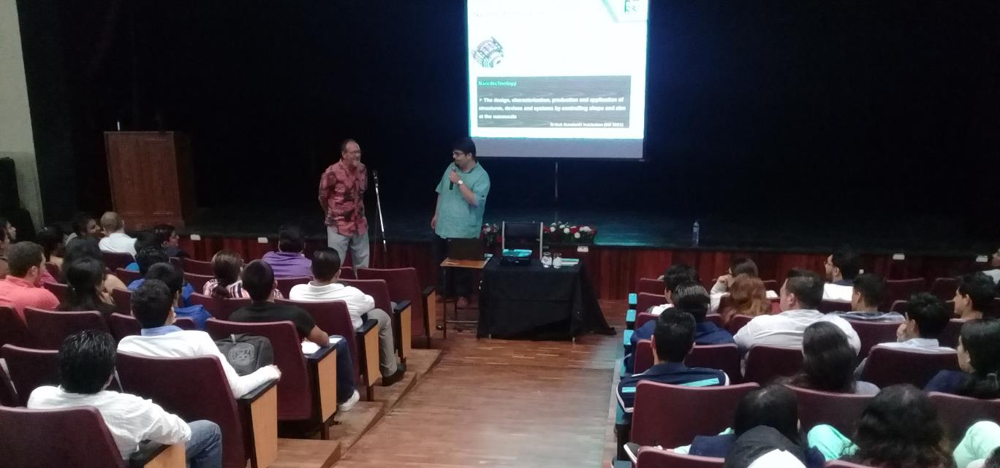 Nanotechnology
➢ The design, characterization, production and application of
structures, devices and systems by controlling shape and size
at the nanoscale
British Standards Institution